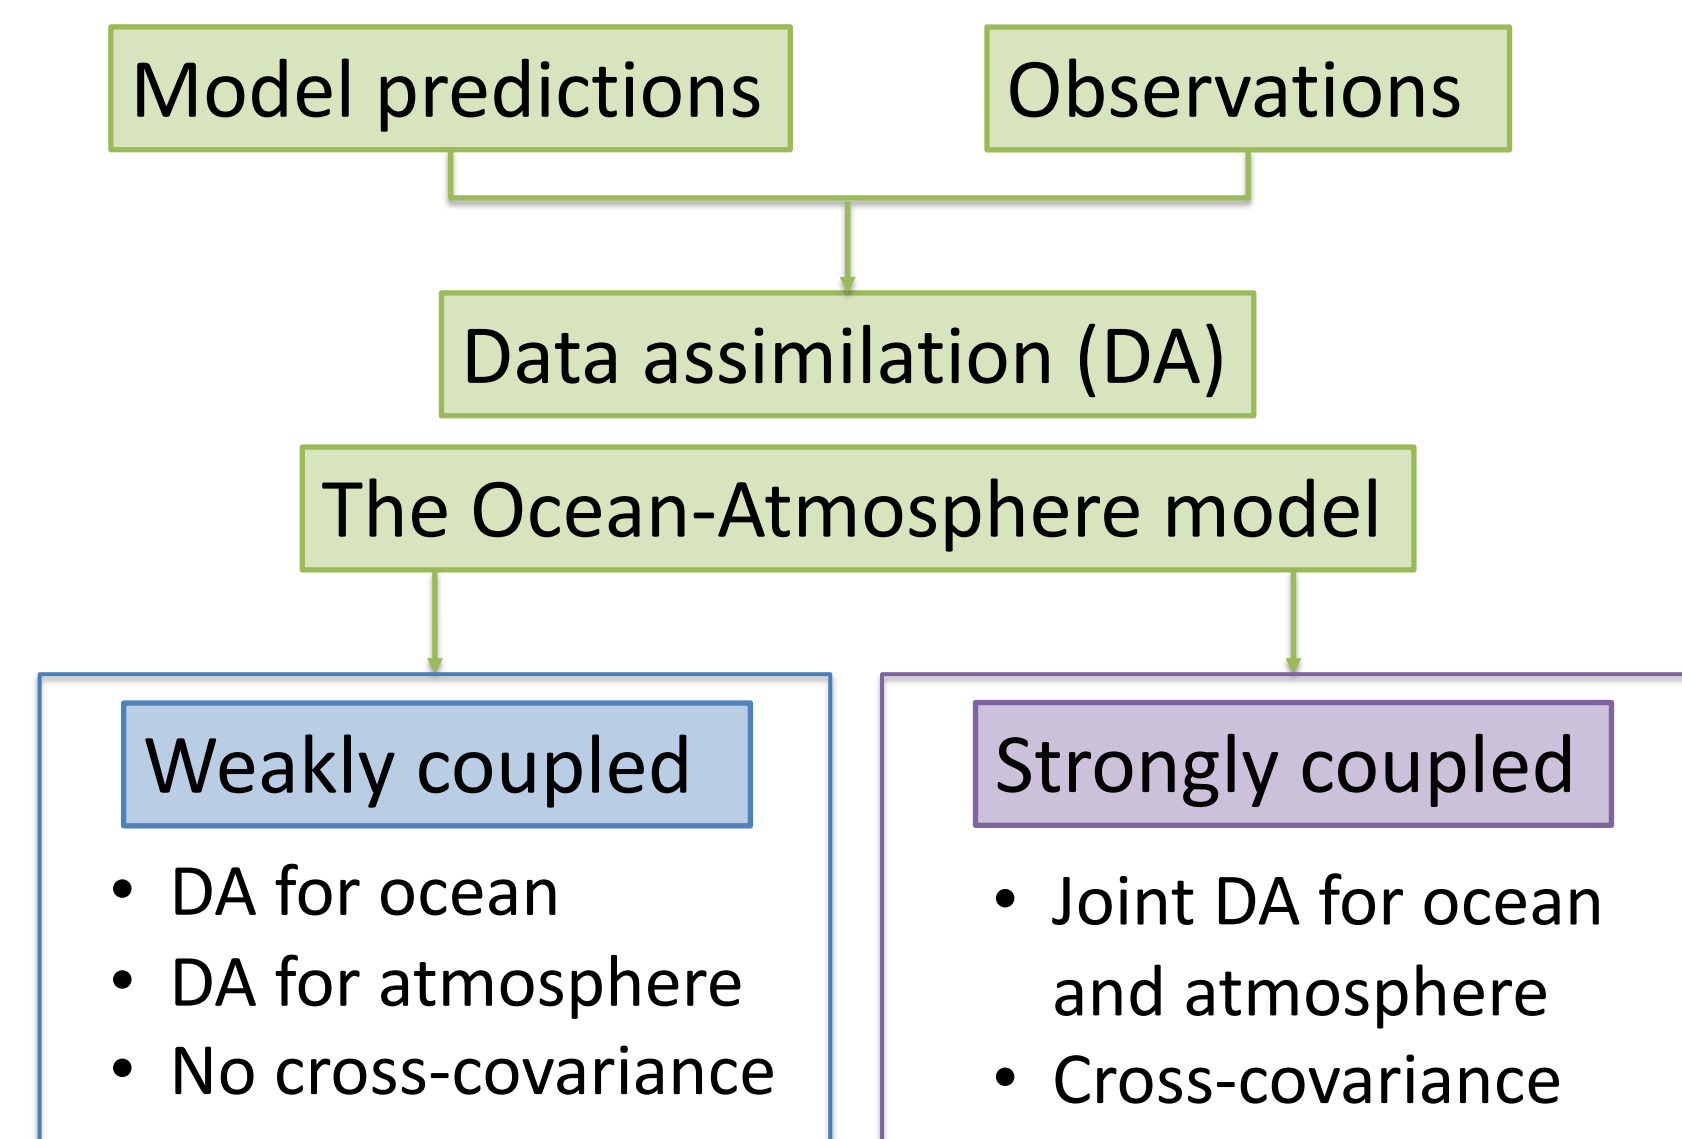 Model predictions
Observations
Data assimilation (DA)
The Ocean-Atmosphere model
Weakly coupled
• DA for ocean
• DA for atmosphere
• No cross-covariance
Strongly coupled
• Joint DA for ocean
and atmosphere
• Cross-covariance